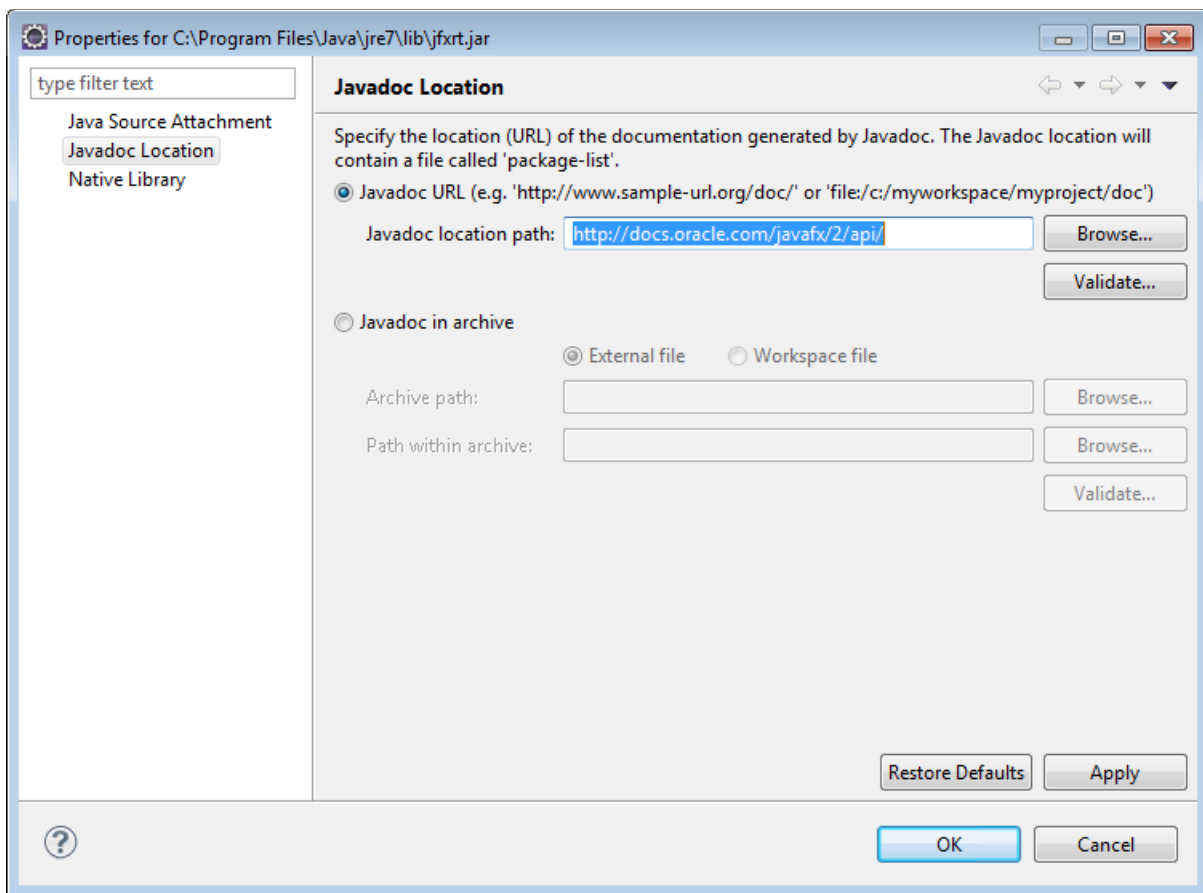 Properties for C:\Program Files\Java\jre7\lib\jfxrt.jar
type filter text
Java Source Attachment
Javadoc Location
Native Library
Javadoc Location
Specify the location (URL) of the documentation generated by Javadoc. The Javadoc location will
contain a file called 'package-list'.
Javadoc URL (e.g. 'http://www.sample-url.org/doc/' or 'file:/c:/myworkspace/myproject/doc')
Javadoc location path: http://docs.oracle.com/javafx/2/api/ Browse...
Validate...
Javadoc in archive
External file Workspace file
Archive path: Browse...
Path within archive: Browse...
Validate...
Restore Defaults Apply
OK Cancel